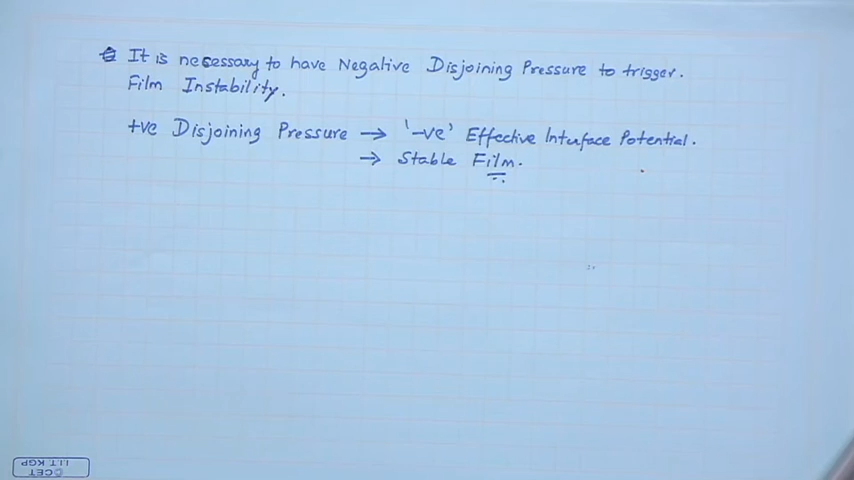 It is necessary to have Negative Disjoining Pressure to trigger.
Film Instability.
+ve Disjoining Pressure → '-ve' Effective Interface Potential.
→ Stable Film.
©CET
I.I.T. KGP